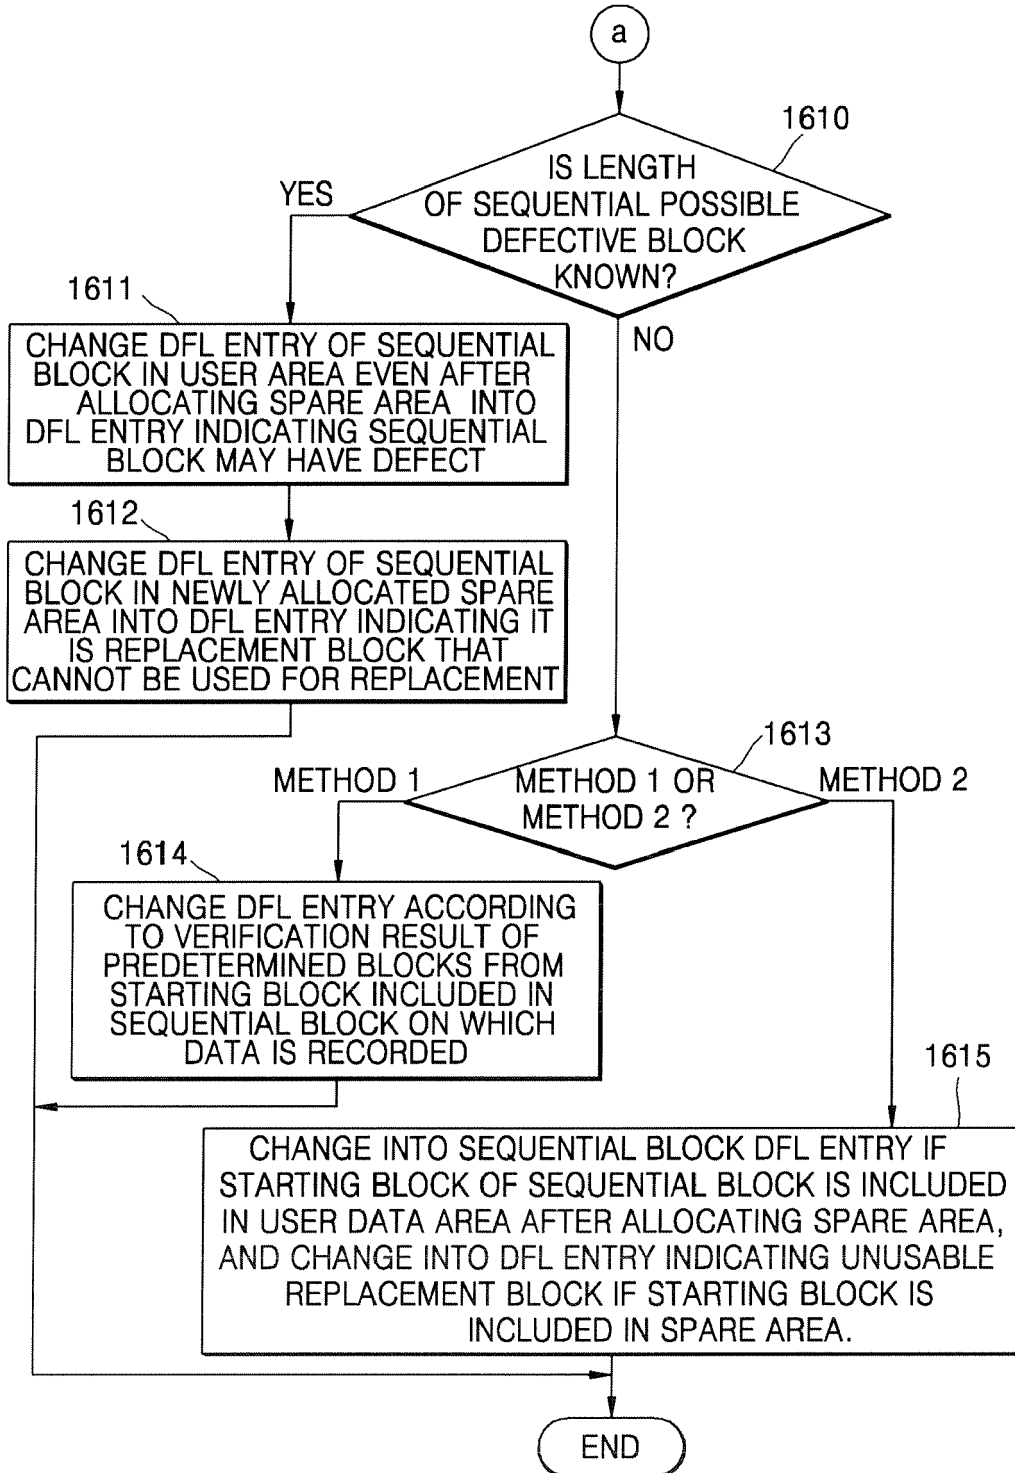 a
1610
IS LENGTH
OF SEQUENTIAL POSSIBLE
DEFECTIVE BLOCK
KNOWN?
YES
NO
1611
CHANGE DFL ENTRY OF SEQUENTIAL
BLOCK IN USER AREA EVEN AFTER
ALLOCATING SPARE AREA INTO
DFL ENTRY INDICATING SEQUENTIAL
BLOCK MAY HAVE DEFECT
1612
CHANGE DFL ENTRY OF SEQUENTIAL
BLOCK IN NEWLY ALLOCATED SPARE
AREA INTO DFL ENTRY INDICATING IT
IS REPLACEMENT BLOCK THAT
CANNOT BE USED FOR REPLACEMENT
1613
METHOD 1
METHOD 1 OR
METHOD 2 ?
METHOD 2
1614
CHANGE DFL ENTRY ACCORDING
TO VERIFICATION RESULT OF
PREDETERMINED BLOCKS FROM
STARTING BLOCK INCLUDED IN
SEQUENTIAL BLOCK ON WHICH
DATA IS RECORDED
1615
CHANGE INTO SEQUENTIAL BLOCK DFL ENTRY IF
STARTING BLOCK OF SEQUENTIAL BLOCK IS INCLUDED
IN USER DATA AREA AFTER ALLOCATING SPARE AREA,
AND CHANGE INTO DFL ENTRY INDICATING UNUSABLE
REPLACEMENT BLOCK IF STARTING BLOCK IS
INCLUDED IN SPARE AREA.
END